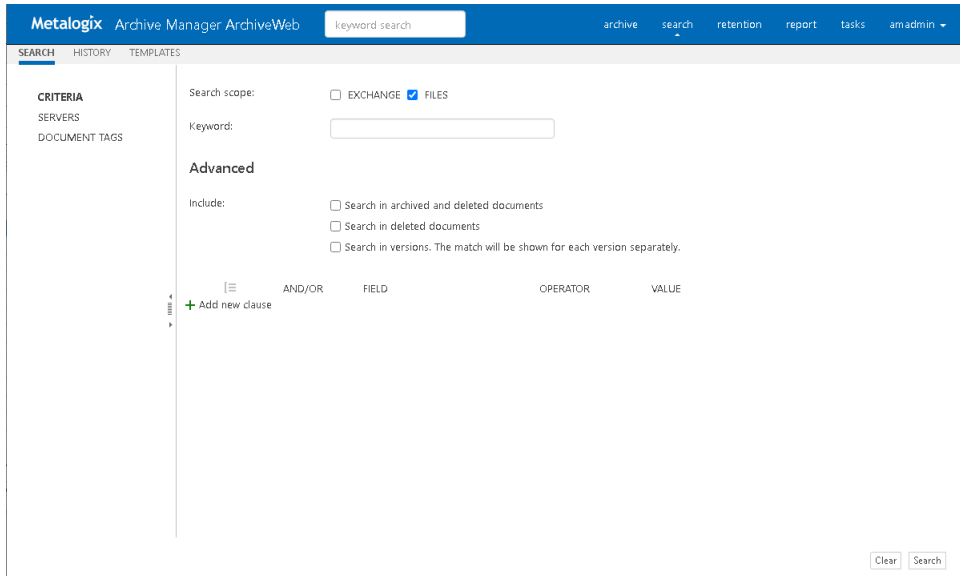 Metalogix Archive Manager ArchiveWeb keyword search archive search retention report tasks amadmin
SEARCH HISTORY TEMPLATES
CRITERIA
SERVERS
DOCUMENT TAGS
Search scope: EXCHANGE FILES
Keyword:
Advanced
Include: Search in archived and deleted documents
Search in deleted documents
Search in versions. The match will be shown for each version separately.
AND/OR FIELD OPERATOR VALUE
Add new clause
Clear Search